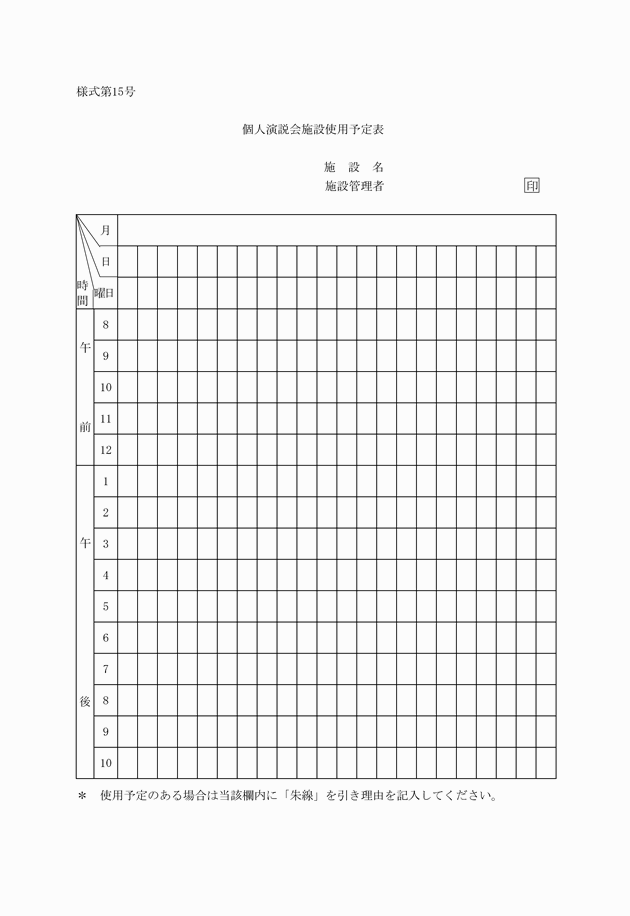 様式第15号
個人演説会施設使用予定表
施　設　名
施設管理者　　　　　　　　　　　　印
月
日
曜日
時間
午前
8
9
10
11
12
午後
1
2
3
4
5
6
7
8
9
10
＊　使用予定のある場合は当該欄内に「朱線」を引き理由を記入してください。